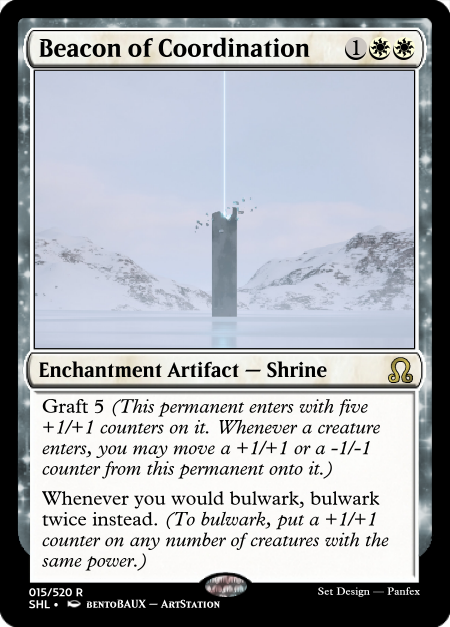 Beacon of Coordination 1
Enchantment Artifact — Shrine
Graft 5 (This permanent enters with five
+1/+1 counters on it. Whenever a creature
enters, you may move a +1/+1 or a -1/-1
counter from this permanent onto it.)
Whenever you would bulwark, bulwark
twice instead. (To bulwark, put a +1/+1
counter on any number of creatures with the
same power.)
015/520 R
Set Design — Panfex
SHL • bentoBAUX — ArtStation